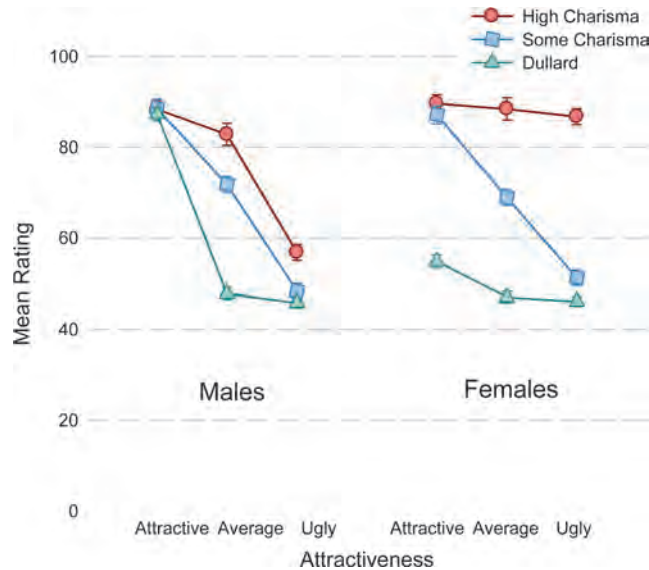 High Charisma
Some Charisma
Dullard
100
80
60
40
20
0
Mean Rating
Males
Females
Attractive Average Ugly
Attractive Average Ugly
Attractiveness